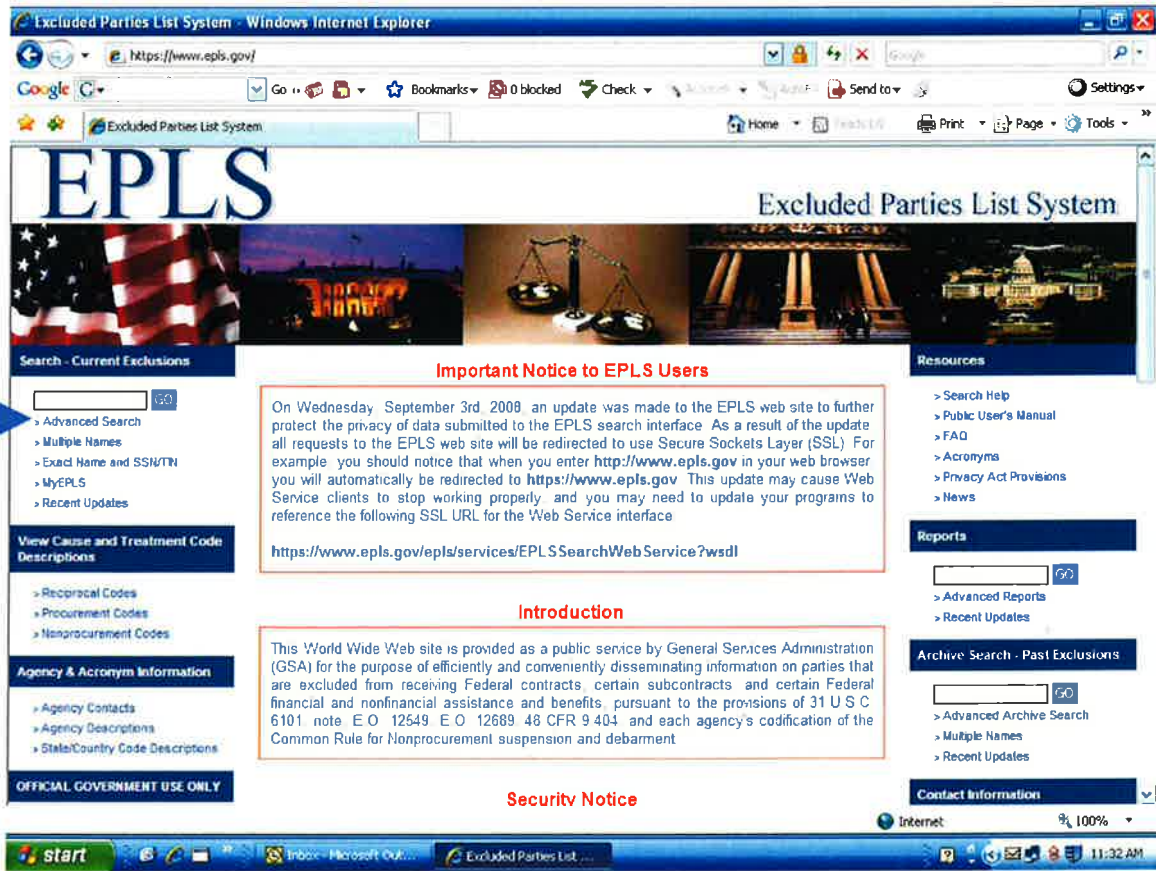 Excluded Parties List System - Windows Internet Explorer
https://www.epls.gov/
Google
Google
Go
Bookmarks
0 blocked
Check
Send to
Settings
Excluded Parties List System
Home
Print
Page
Tools
EPLS
Excluded Parties List System
Search - Current Exclusions
GO
> Advanced Search
> Multiple Names
> Exact Name and SSN/TIN
> MyEPLS
> Recent Updates
View Cause and Treatment Code
Descriptions
> Reciprocal Codes
> Procurement Codes
> Nonprocurement Codes
Agency & Acronym Information
> Agency Contacts
> Agency Descriptions
> State/Country Code Descriptions
OFFICIAL GOVERNMENT USE ONLY
Important Notice to EPLS Users
On Wednesday September 3rd, 2008, an update was made to the EPLS web site to further
protect the privacy of data submitted to the EPLS search interface As a result of the update
all requests to the EPLS web site will be redirected to use Secure Sockets Layer (SSL) For
example you should notice that when you enter http://www.epls.gov in your web browser
you will automatically be redirected to https://www.epls.gov This update may cause Web
Service clients to stop working properly and you may need to update your programs to
reference the following SSL URL for the Web Service interface
https://www.epls.gov/epls/services/EPLSSearchWebService?wsdl
Introduction
This World Wide Web site is provided as a public service by General Services Administration
(GSA) for the purpose of efficiently and conveniently disseminating information on parties that
are excluded from receiving Federal contracts, certain subcontracts and certain Federal
financial and nonfinancial assistance and benefits, pursuant to the provisions of 31 U S C
6101, note, E O 12549 E O 12689 48 CFR 9 404 and each agency's codification of the
Common Rule for Nonprocurement suspension and debarment
Security Notice
Resources
> Search Help
> Public User's Manual
> FAQ
> Acronyms
> Privacy Act Provisions
> News
Reports
GO
> Advanced Reports
> Recent Updates
Archive Search - Past Exclusions
GO
> Advanced Archive Search
> Multiple Names
> Recent Updates
Contact Information
Internet
100%
start
Inbox - Microsoft Out...
Excluded Parties List ...
11:32 AM